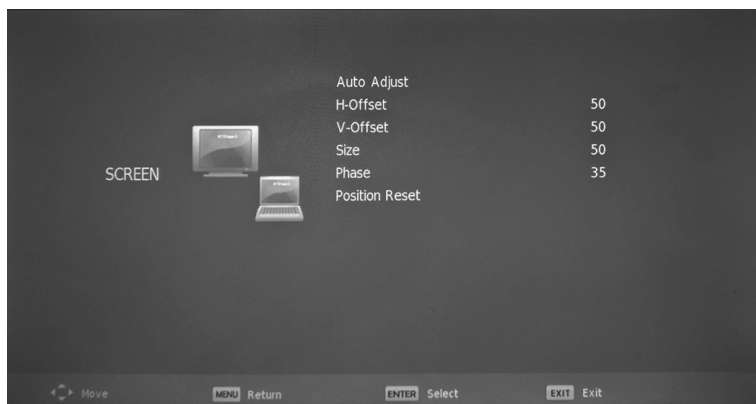 Auto Adjust
H-Offset 50
V-Offset 50
Size 50
SCREEN
Phase 35
Position Reset
Move
MENU Return
ENTER Select
EXIT Exit